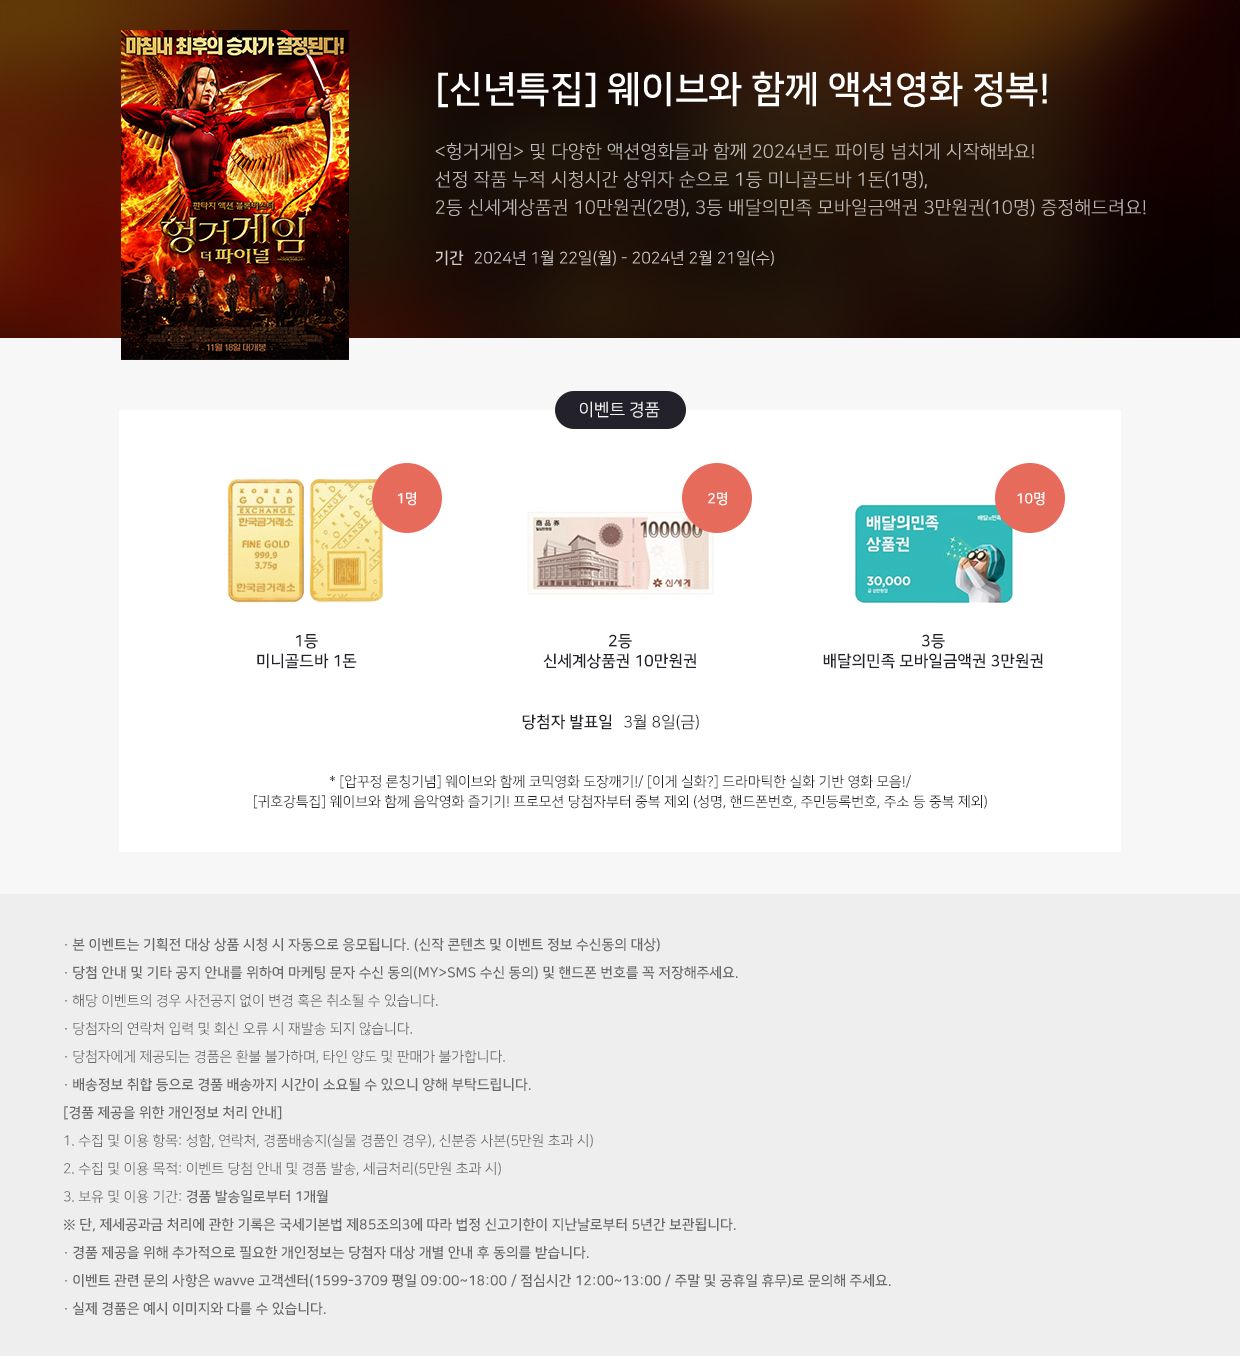 마침내 최후의 승자가 결정된다!
판타지 액션 블록버스터
헝거게임
더 파이널
11월 18일 대개봉
[신년특집] 웨이브와 함께 액션영화 정복!
<헝거게임> 및 다양한 액션영화들과 함께 2024년도 파이팅 넘치게 시작해봐요!
선정 작품 누적 시청시간 상위자 순으로 1등 미니골드바 1돈(1명),
2등 신세계상품권 10만원권(2명), 3등 배달의민족 모바일금액권 3만원권(10명) 증정해드려요!
기간 2024년 1월 22일(월) - 2024년 2월 21일(수)
이벤트 경품
1명
KOREA
GOLD
EXCHANGE
한국금거래소
FINE GOLD
999.9
3.75g
한국금거래소
2명
商品券
100000
신세계
10명
배달의민족
상품권
배달의민족
30,000
1등
미니골드바 1돈
2등
신세계상품권 10만원권
3등
배달의민족 모바일금액권 3만원권
당첨자 발표일 3월 8일(금)
* [압꾸정 론칭기념] 웨이브와 함께 코믹영화 도장깨기!/ [이게 실화?] 드라마틱한 실화 기반 영화 모음!/
[귀호강특집] 웨이브와 함께 음악영화 즐기기! 프로모션 당첨자부터 중복 제외 (성명, 핸드폰번호, 주민등록번호, 주소 등 중복 제외)
· 본 이벤트는 기획전 대상 상품 시청 시 자동으로 응모됩니다. (신작 콘텐츠 및 이벤트 정보 수신동의 대상)
· 당첨 안내 및 기타 공지 안내를 위하여 마케팅 문자 수신 동의(MY>SMS 수신 동의) 및 핸드폰 번호를 꼭 저장해주세요.
· 해당 이벤트의 경우 사전공지 없이 변경 혹은 취소될 수 있습니다.
· 당첨자의 연락처 입력 및 회신 오류 시 재발송 되지 않습니다.
· 당첨자에게 제공되는 경품은 환불 불가하며, 타인 양도 및 판매가 불가합니다.
· 배송정보 취합 등으로 경품 배송까지 시간이 소요될 수 있으니 양해 부탁드립니다.
[경품 제공을 위한 개인정보 처리 안내]
1. 수집 및 이용 항목: 성함, 연락처, 경품배송지(실물 경품인 경우), 신분증 사본(5만원 초과 시)
2. 수집 및 이용 목적: 이벤트 당첨 안내 및 경품 발송, 세금처리(5만원 초과 시)
3. 보유 및 이용 기간: 경품 발송일로부터 1개월
※ 단, 제세공과금 처리에 관한 기록은 국세기본법 제85조의3에 따라 법정 신고기한이 지난날로부터 5년간 보관됩니다.
· 경품 제공을 위해 추가적으로 필요한 개인정보는 당첨자 대상 개별 안내 후 동의를 받습니다.
· 이벤트 관련 문의 사항은 wavve 고객센터(1599-3709 평일 09:00~18:00 / 점심시간 12:00~13:00 / 주말 및 공휴일 휴무)로 문의해 주세요.
· 실제 경품은 예시 이미지와 다를 수 있습니다.